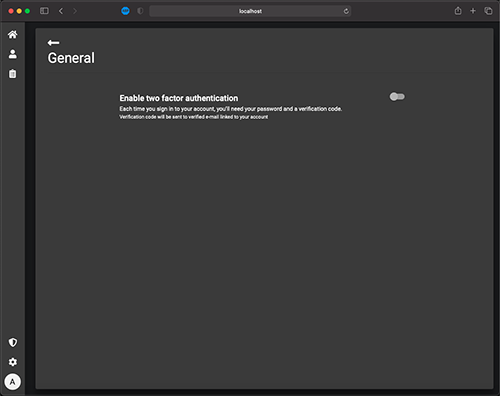 localhost
General
Enable two factor authentication
Each time you sign in to your account, you'll need your password and a verification code.
Verification code will be sent to verified e-mail linked to your account
A